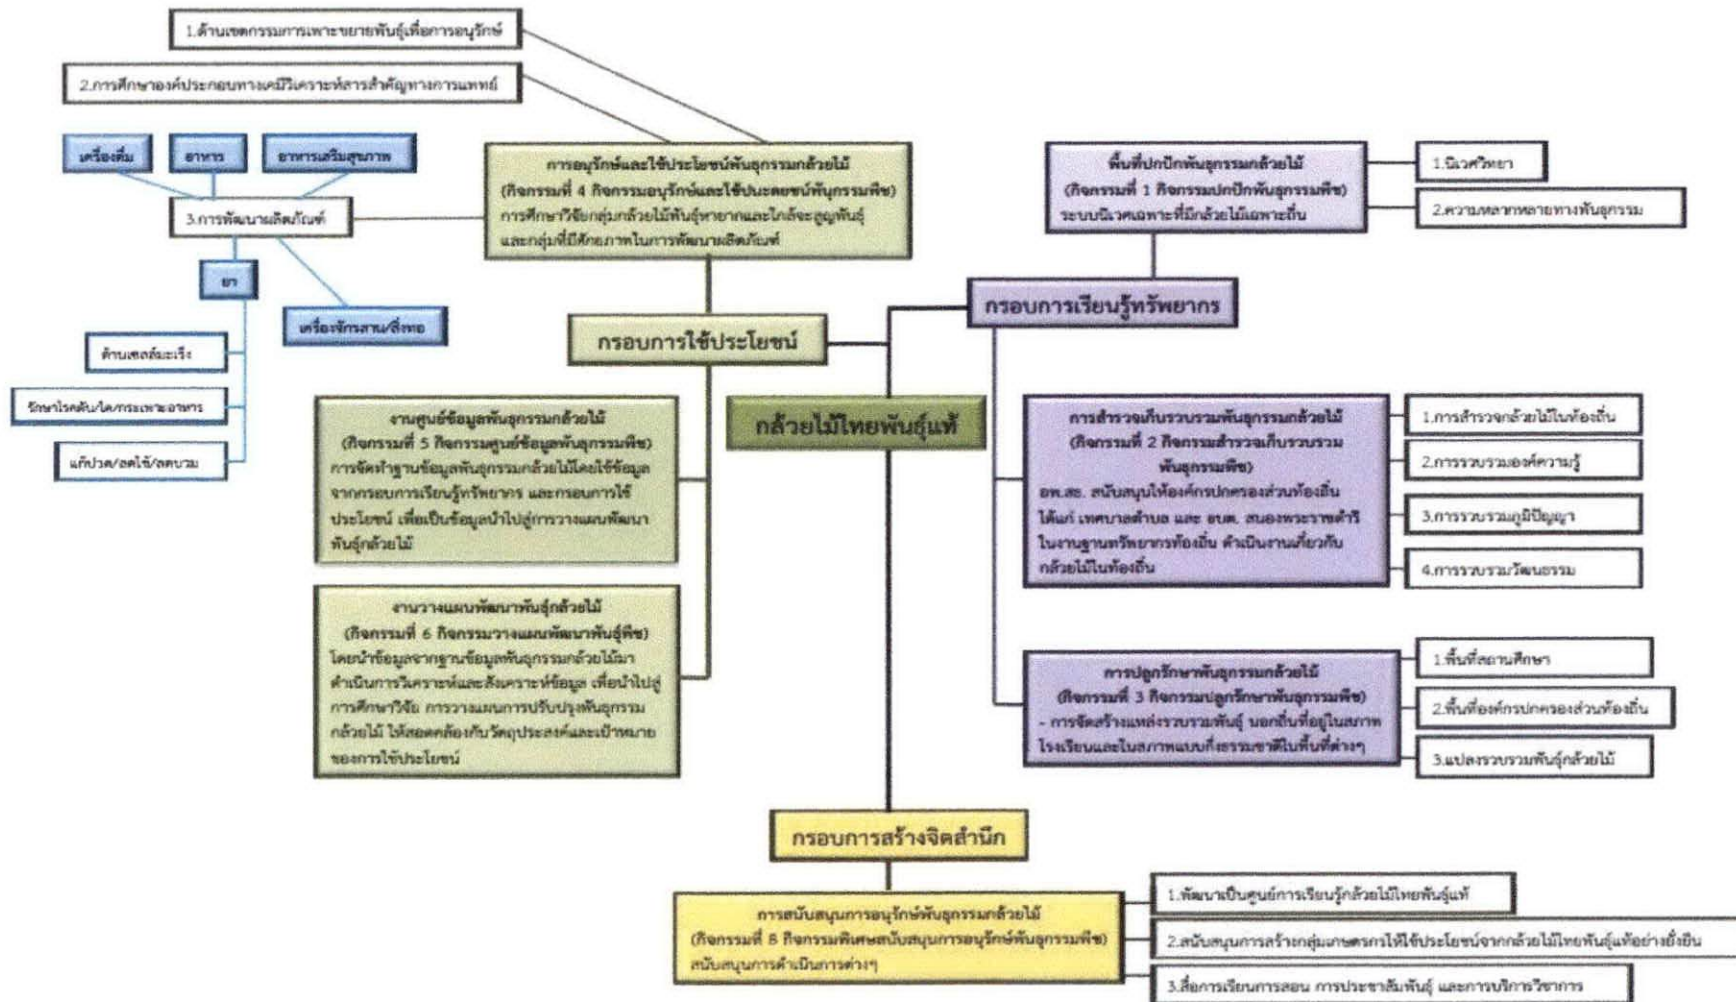 1.ด้านเขตกรรมการเพาะขยายพันธุ์เพื่อการอนุรักษ์
2.การศึกษาองค์ประกอบทางเคมีวิเคราะห์สารสำคัญทางการแพทย์
เครื่องดื่ม
อาหาร
อาหารเสริมสุขภาพ
3.การพัฒนาผลิตภัณฑ์
ยา
เครื่องจักรสาน/สิ่งทอ
ต้านเซลล์มะเร็ง
รักษาโรคตับ/ไต/กระเพาะอาหาร
แก้ปวด/ลดไข้/ลดบวม
การอนุรักษ์และใช้ประโยชน์พันธุกรรมกล้วยไม้
(กิจกรรมที่ 4 กิจกรรมอนุรักษ์และใช้ประโยชน์พันธุกรรมพืช)
การศึกษาวิจัยกลุ่มกล้วยไม้พันธุ์หายากและใกล้จะสูญพันธุ์
และกลุ่มที่มีศักยภาพในการพัฒนาผลิตภัณฑ์
กรอบการใช้ประโยชน์
งานศูนย์ข้อมูลพันธุกรรมกล้วยไม้
(กิจกรรมที่ 5 กิจกรรมศูนย์ข้อมูลพันธุกรรมพืช)
การจัดทำฐานข้อมูลพันธุกรรมกล้วยไม้โดยใช้ข้อมูล
จากกรอบการเรียนรู้ทรัพยากร และกรอบการใช้
ประโยชน์ เพื่อเป็นข้อมูลนำไปสู่การวางแผนพัฒนา
พันธุ์กล้วยไม้
งานวางแผนพัฒนาพันธุ์กล้วยไม้
(กิจกรรมที่ 6 กิจกรรมวางแผนพัฒนาพันธุ์พืช)
โดยนำข้อมูลจากฐานข้อมูลพันธุกรรมกล้วยไม้มา
ดำเนินการวิเคราะห์และสังเคราะห์ข้อมูล เพื่อนำไปสู่
การศึกษาวิจัย การวางแผนการปรับปรุงพันธุกรรม
กล้วยไม้ ให้สอดคล้องกับวัตถุประสงค์และเป้าหมาย
ของการใช้ประโยชน์
กล้วยไม้ไทยพันธุ์แท้
พื้นที่ปกปักพันธุกรรมกล้วยไม้
(กิจกรรมที่ 1 กิจกรรมปกปักพันธุกรรมพืช)
ระบบนิเวศเฉพาะที่มีกล้วยไม้เฉพาะถิ่น
1.นิเวศวิทยา
2.ความหลากหลายทางพันธุกรรม
กรอบการเรียนรู้ทรัพยากร
การสำรวจเก็บรวบรวมพันธุกรรมกล้วยไม้
(กิจกรรมที่ 2 กิจกรรมสำรวจเก็บรวบรวม
พันธุกรรมพืช)
อพ.สธ. สนับสนุนให้องค์กรปกครองส่วนท้องถิ่น
ได้แก่ เทศบาลตำบล และ อบต. สนองพระราชดำริ
ในงานฐานทรัพยากรท้องถิ่น ดำเนินงานเกี่ยวกับ
กล้วยไม้ในท้องถิ่น
1.การสำรวจกล้วยไม้ในท้องถิ่น
2.การรวบรวมองค์ความรู้
3.การรวบรวมภูมิปัญญา
4.การรวบรวมวัฒนธรรม
การปลูกรักษาพันธุกรรมกล้วยไม้
(กิจกรรมที่ 3 กิจกรรมปลูกรักษาพันธุกรรมพืช)
- การจัดสร้างแหล่งรวบรวมพันธุ์ นอกถิ่นที่อยู่ในสภาพ
โรงเรียนและในสภาพแบบกึ่งธรรมชาติในพื้นที่ต่างๆ
1.พื้นที่สถานศึกษา
2.พื้นที่องค์กรปกครองส่วนท้องถิ่น
3.แปลงรวบรวมพันธุ์กล้วยไม้
กรอบการสร้างจิตสำนึก
การสนับสนุนการอนุรักษ์พันธุกรรมกล้วยไม้
(กิจกรรมที่ 8 กิจกรรมพิเศษสนับสนุนการอนุรักษ์พันธุกรรมพืช)
สนับสนุนการดำเนินการต่างๆ
1.พัฒนาเป็นศูนย์การเรียนรู้กล้วยไม้ไทยพันธุ์แท้
2.สนับสนุนการสร้างกลุ่มเกษตรกรให้ใช้ประโยชน์จากกล้วยไม้ไทยพันธุ์แท้อย่างยั่งยืน
3.สื่อการเรียนการสอน การประชาสัมพันธุ์ และการบริการวิชาการ